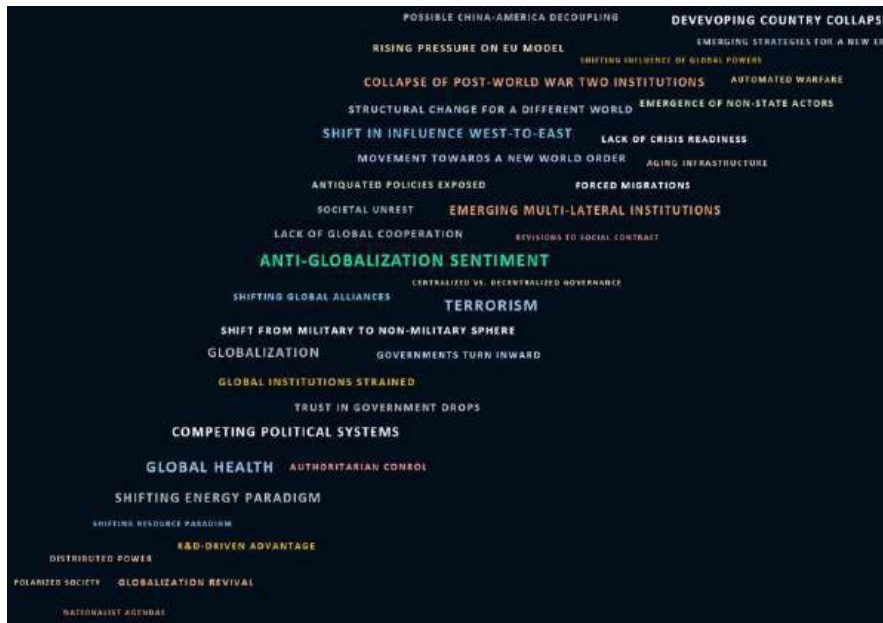 POSSIBLE CHINA-AMERICA DECOUPLING
DEVEVOPING COUNTRY COLLAPS
EMERGING STRATEGIES FOR A NEW ER
RISING PRESSURE ON EU MODEL
SHIFTING INFLUENCE OF GLOBAL POWERS
COLLAPSE OF POST-WORLD WAR TWO INSTITUTIONS
AUTOMATED WARFARE
STRUCTURAL CHANGE FOR A DIFFERENT WORLD
EMERGENCE OF NON-STATE ACTORS
SHIFT IN INFLUENCE WEST-TO-EAST
LACK OF CRISIS READINESS
MOVEMENT TOWARDS A NEW WORLD ORDER
AGING INFRASTRUCTURE
ANTIQUATED POLICIES EXPOSED
FORCED MIGRATIONS
SOCIETAL UNREST
EMERGING MULTI-LATERAL INSTITUTIONS
LACK OF GLOBAL COOPERATION
REVISIONS TO SOCIAL CONTRACT
ANTI-GLOBALIZATION SENTIMENT
CENTRALIZED VS. DECENTRALIZED GOVERNANCE
SHIFTING GLOBAL ALLIANCES
TERRORISM
SHIFT FROM MILITARY TO NON-MILITARY SPHERE
GLOBALIZATION
GOVERNMENTS TURN INWARD
GLOBAL INSTITUTIONS STRAINED
TRUST IN GOVERNMENT DROPS
COMPETING POLITICAL SYSTEMS
GLOBAL HEALTH
AUTHORITARIAN CONROL
SHIFTING ENERGY PARADIGM
SHIFTING RESOURCE PARADIGM
R&D-DRIVEN ADVANTAGE
DISTRIBUTED POWER
POLARIZED SOCIETY
GLOBALIZATION REVIVAL
NATIONALIST AGENDAS